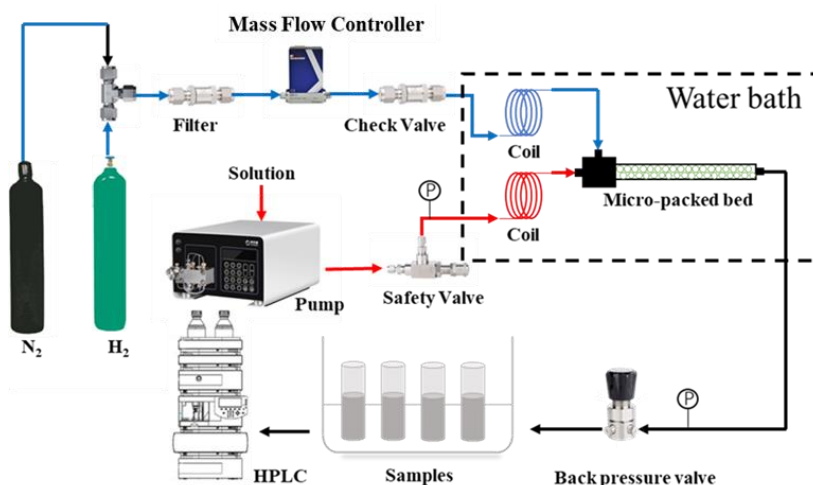 Mass Flow Controller
Water bath
Filter
Check Valve
Coil
Solution
P
Micro-packed bed
Coil
Pump
Safety Valve
N₂
H₂
P
HPLC
Samples
Back pressure valve